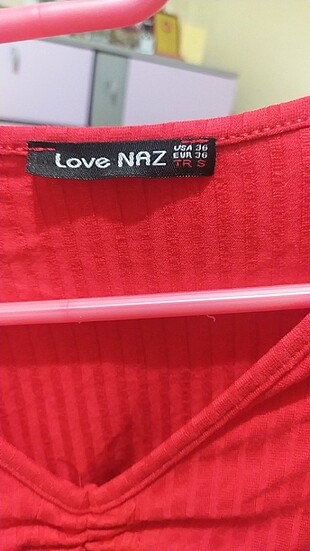 Love NAZ
USA 36
EUR 36
TR S